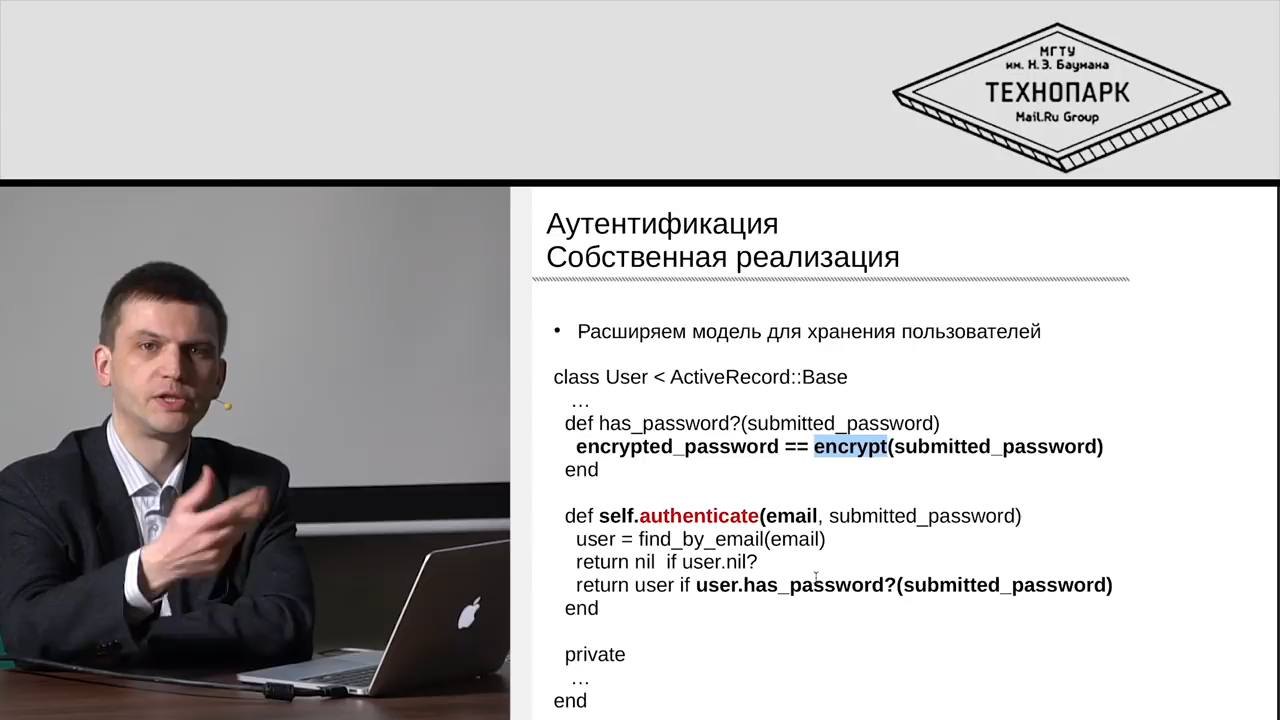 МГТУ
им. Н.Э. Баумана
ТЕХНОПАРК
Mail.Ru Group
Аутентификация
Собственная реализация
• Расширяем модель для хранения пользователей
class User < ActiveRecord::Base
…
def has_password?(submitted_password)
encrypted_password == encrypt(submitted_password)
end
def self.authenticate(email, submitted_password)
user = find_by_email(email)
return nil if user.nil?
return user if user.has_password?(submitted_password)
end
private
…
end